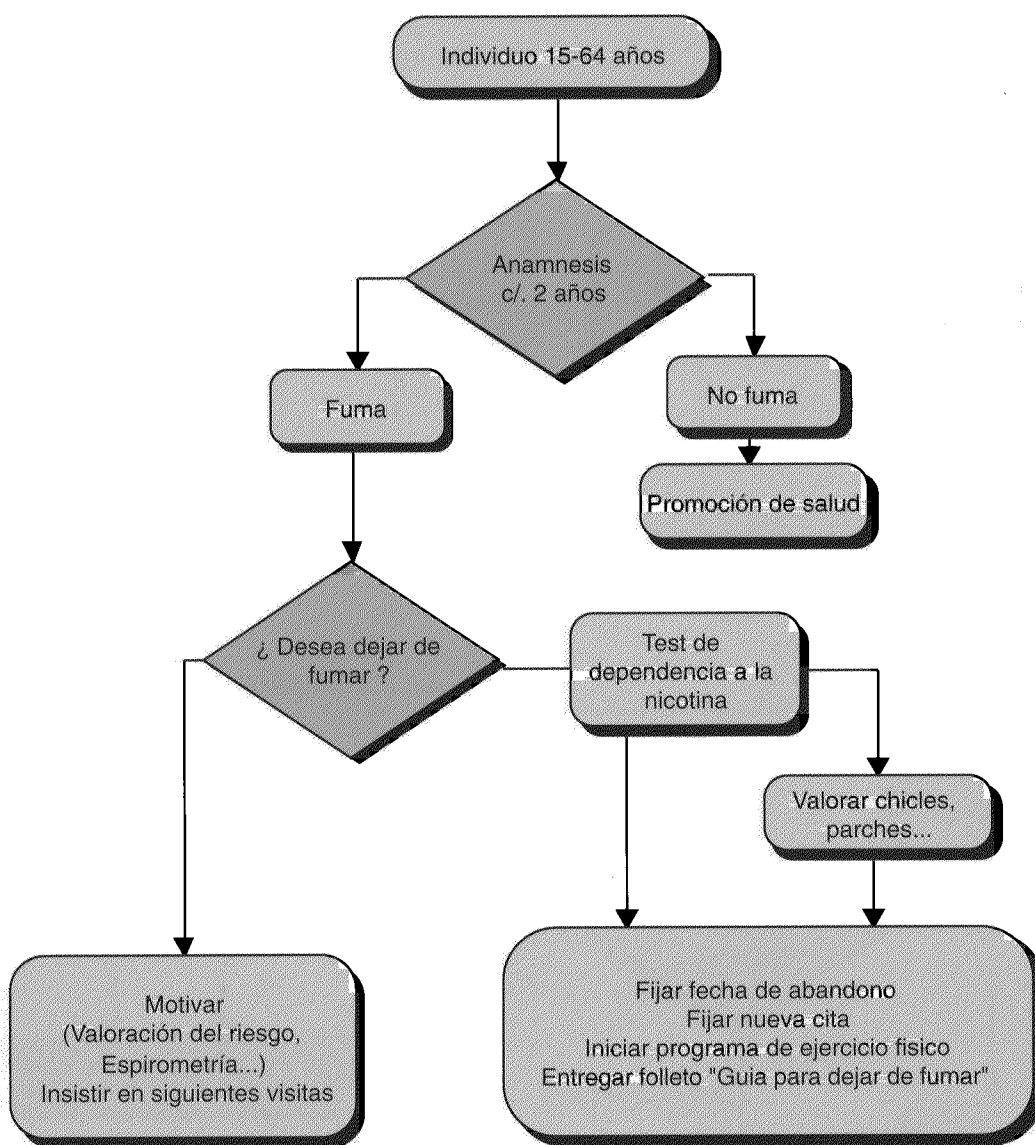 Individuo 15-64 años
Anamnesis
c/. 2 años
Fuma
No fuma
Promoción de salud
¿ Desea dejar de
fumar ?
Test de
dependencia a la
nicotina
Valorar chicles,
parches...
Motivar
(Valoración del riesgo,
Espirometría...)
Insistir en siguientes visitas
Fijar fecha de abandono
Fijar nueva cita
Iniciar programa de ejercicio fisico
Entregar folleto "Guia para dejar de fumar"